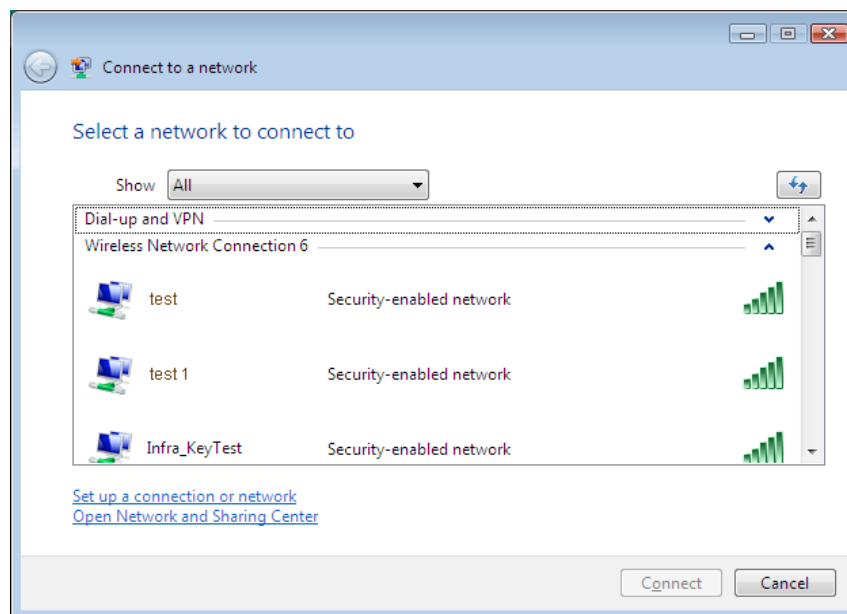 Connect to a network
Select a network to connect to
Show All
Dial-up and VPN
Wireless Network Connection 6
test Security-enabled network
test 1 Security-enabled network
Infra_KeyTest Security-enabled network
Set up a connection or network
Open Network and Sharing Center
Connect Cancel